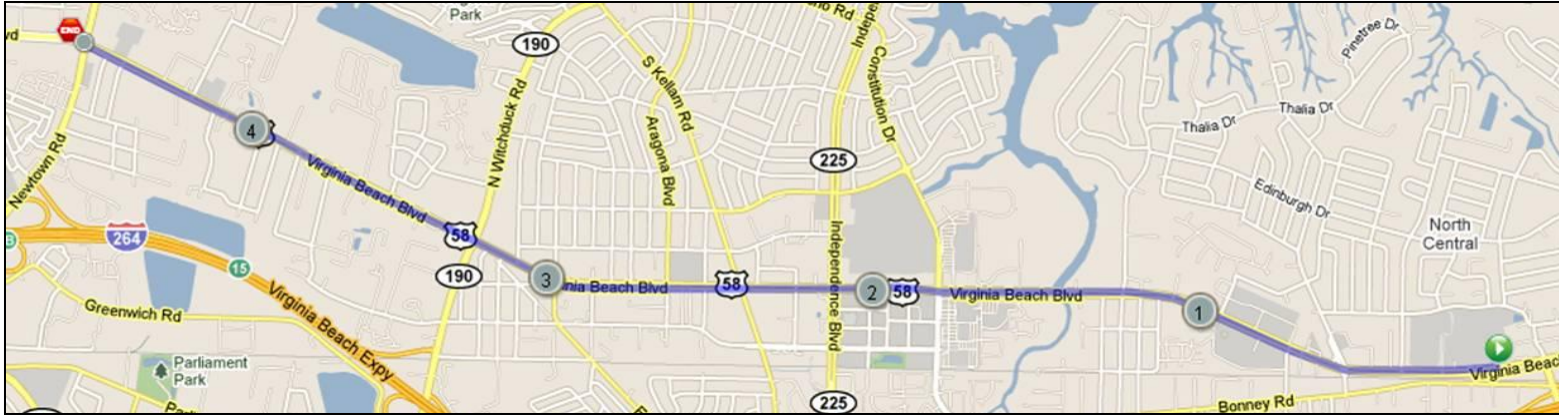 Park
190
vd
END
Newtown Rd
4
Virginia Beach Blvd
N Witchduck Rd
S Kellam Rd
Aragona Blvd
Constitution Dr
225
Pinetree Dr
Thalia Dr
Thalia Dr
Edinburgh Dr
North
Central
264
15
58
190
3
nia Beach Blvd
58
Independence Blvd
2
58
Virginia Beach Blvd
1
Greenwich Rd
Virginia Beach Expy
Parliament
Park
Virginia Beac
Bonney Rd
225